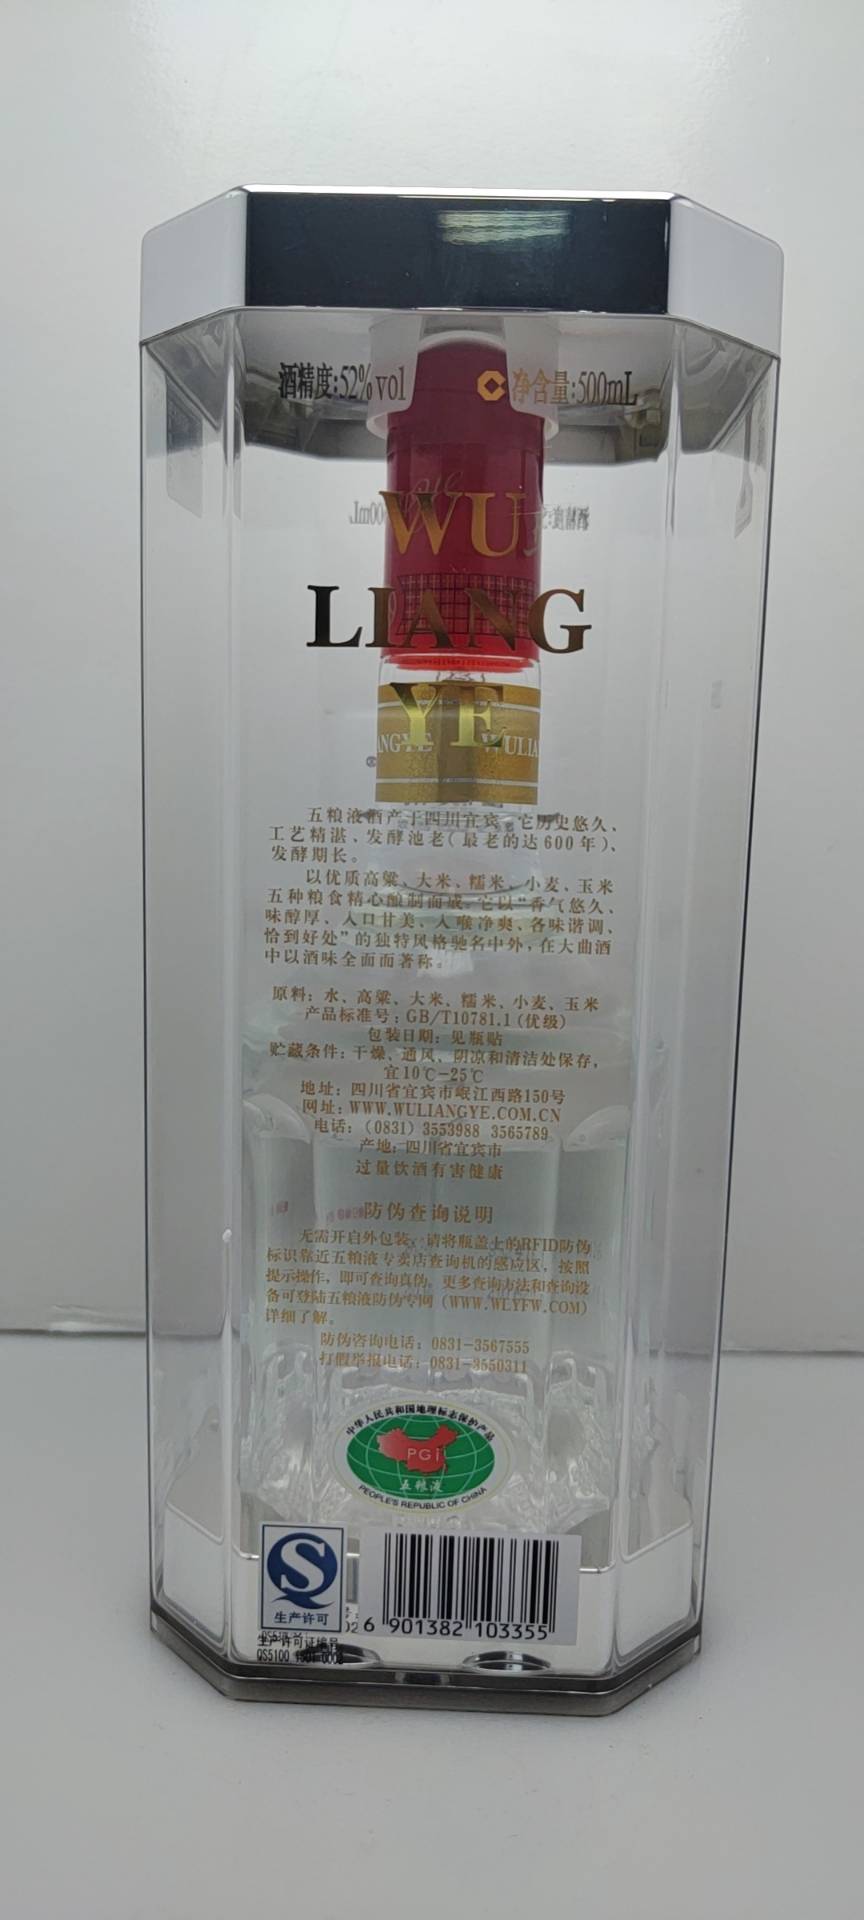 酒精度:52%vol
净含量:500mL
WU
LIANG
YE
五粮液酒产于四川宜宾,它历史悠久、
工艺精湛、发酵池老(最老的达600年)、
发酵期长。
以优质高粱、大米、糯米、小麦、玉米
五种粮食精心酿制而成。它以“香气悠久、
味醇厚、入口甘美、入喉净爽、各味谐调、
恰到好处”的独特风格驰名中外,在大曲酒
中以酒味全面而著称。
原料: 水、高粱、大米、糯米、小麦、玉米
产品标准号: GB/T10781.1(优级)
包装日期: 见瓶贴
贮藏条件: 干燥、通风、阴凉和清洁处保存,
宜10℃-25℃
地址: 四川省宜宾市岷江西路150号
网址: WWW.WULIANGYE.COM.CN
电话: (0831) 3553988 3565789
产地: 四川省宜宾市
过量饮酒有害健康
防伪查询说明
无需开启外包装, 请将瓶盖上的RFID防伪
标识靠近五粮液专卖店查询机的感应区, 按照
提示操作, 即可查询真伪。更多查询方法和查询设
备可登陆五粮液防伪专网 (WWW.WLYFW.COM)
详细了解。
防伪咨询电话: 0831-3567555
打假举报电话: 0831-3550311
中华人民共和国地理标志保护产品
PGI
五粮液
PEOPLE'S REPUBLIC OF CHINA
生产许可
生产许可证编号
6 901382 103355